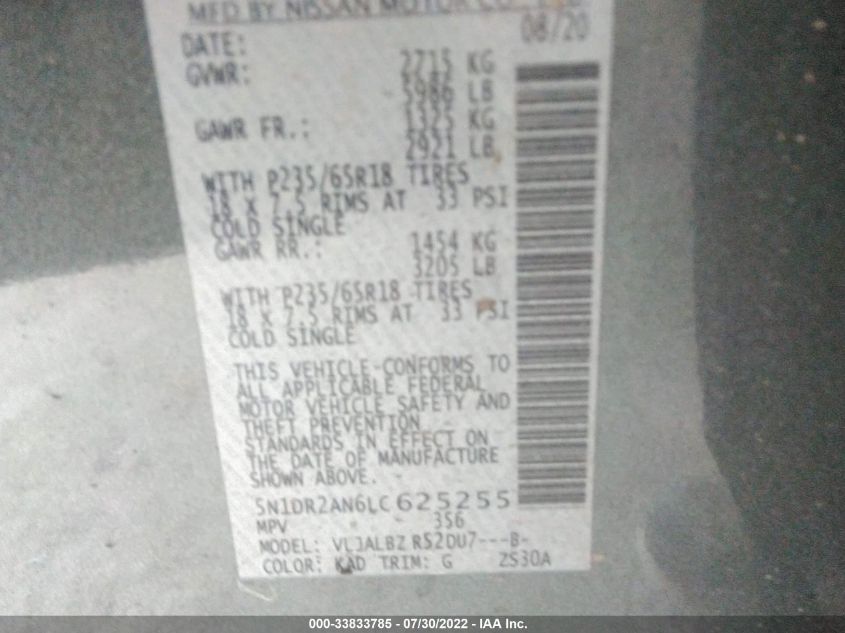 MFD BY NISSAN MOTOR CO., LTD
DATE: 08/20
GVWR: 2715 KG
5986 LB
GAWR FR.: 1325 KG
2921 LB
WITH P235/65R18 TIRES
18 X 7.5 RIMS AT 33 PSI
COLD SINGLE
GAWR RR.: 1454 KG
3205 LB
WITH P235/65R18 TIRES
18 X 7.5 RIMS AT 33 PSI
COLD SINGLE
THIS VEHICLE CONFORMS TO
ALL APPLICABLE FEDERAL
MOTOR VEHICLE SAFETY AND
THEFT PREVENTION
STANDARDS IN EFFECT ON
THE DATE OF MANUFACTURE
SHOWN ABOVE.
5N1DR2AN6LC625255
MPV 356
MODEL: VLJALBZ R52DU7---B-
COLOR: KAD TRIM: G ZS30A
000-33833785 - 07/30/2022 - IAA Inc.